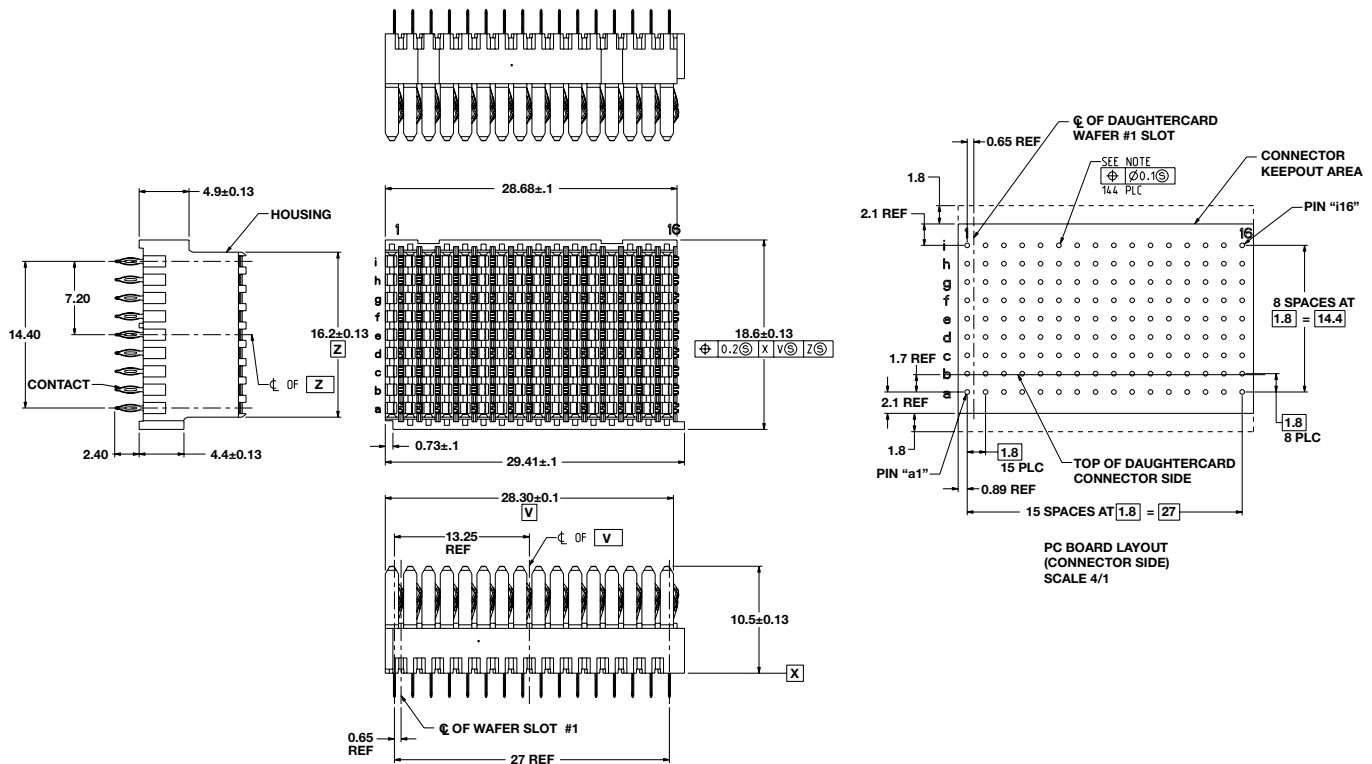 4.9±0.13
HOUSING
7.20
14.40
16.2±0.13
Z
CONTACT
℄ OF Z
2.40
4.4±0.13
28.68±.1
1 16
i
h
g
f
e
d
c
b
a
18.6±0.13
⌖ 0.2Ⓢ X VⓈ ZⓈ
0.73±.1
29.41±.1
28.30±0.1
V
13.25
REF
℄ OF V
10.5±0.13
X
℄ OF WAFER SLOT #1
0.65
REF
27 REF
℄ OF DAUGHTERCARD
WAFER #1 SLOT
0.65 REF
SEE NOTE
⌖ Ø0.1Ⓢ
144 PLC
CONNECTOR
KEEPOUT AREA
1.8
2.1 REF
PIN "i16"
1 16
i
h
g
f
e
d
c
b
a
8 SPACES AT
1.8 = 14.4
1.7 REF
2.1 REF
1.8
1.8
8 PLC
1.8
15 PLC
TOP OF DAUGHTERCARD
CONNECTOR SIDE
PIN "a1"
0.89 REF
15 SPACES AT 1.8 = 27
PC BOARD LAYOUT
(CONNECTOR SIDE)
SCALE 4/1